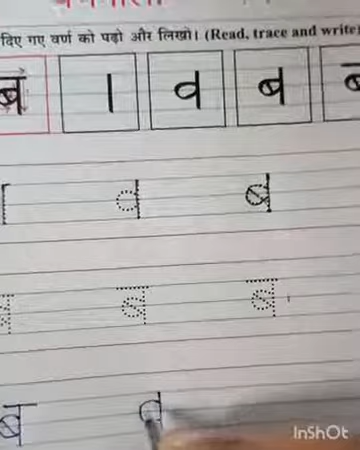 दिए गए वर्ण को पढ़ो और लिखो। (Read, trace and write)
ब । व ब
व ब
ब ब
ब
InShOt